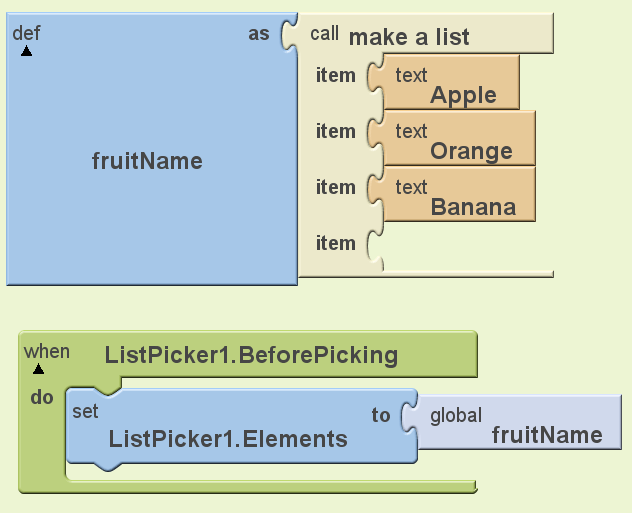 def as call make a list
item text Apple
fruitName
item text Orange
item text Banana
item
when ListPicker1.BeforePicking
do
set ListPicker1.Elements to global fruitName